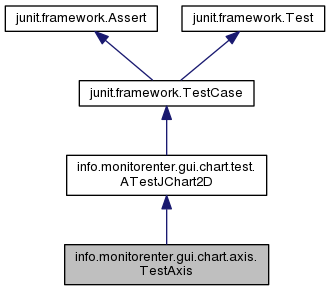 junit.framework.Assert
junit.framework.Test
junit.framework.TestCase
info.monitorenter.gui.chart.test.
ATestJChart2D
info.monitorenter.gui.chart.axis.
TestAxis